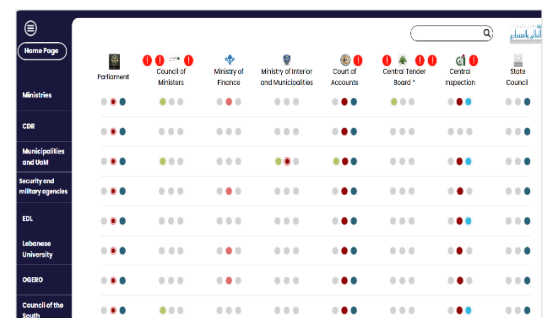 Home Page
Parliament
Council of
Ministers
Ministry of
Finance
Ministry of Interior
and Municipalities
Court of
Accounts
Central Tender
Board *
Central
Inspection
State
Council
Ministries
CDR
Municipalities
and UoM
Security and
military agencies
EDL
Lebanese
University
OGERO
Council of the
South